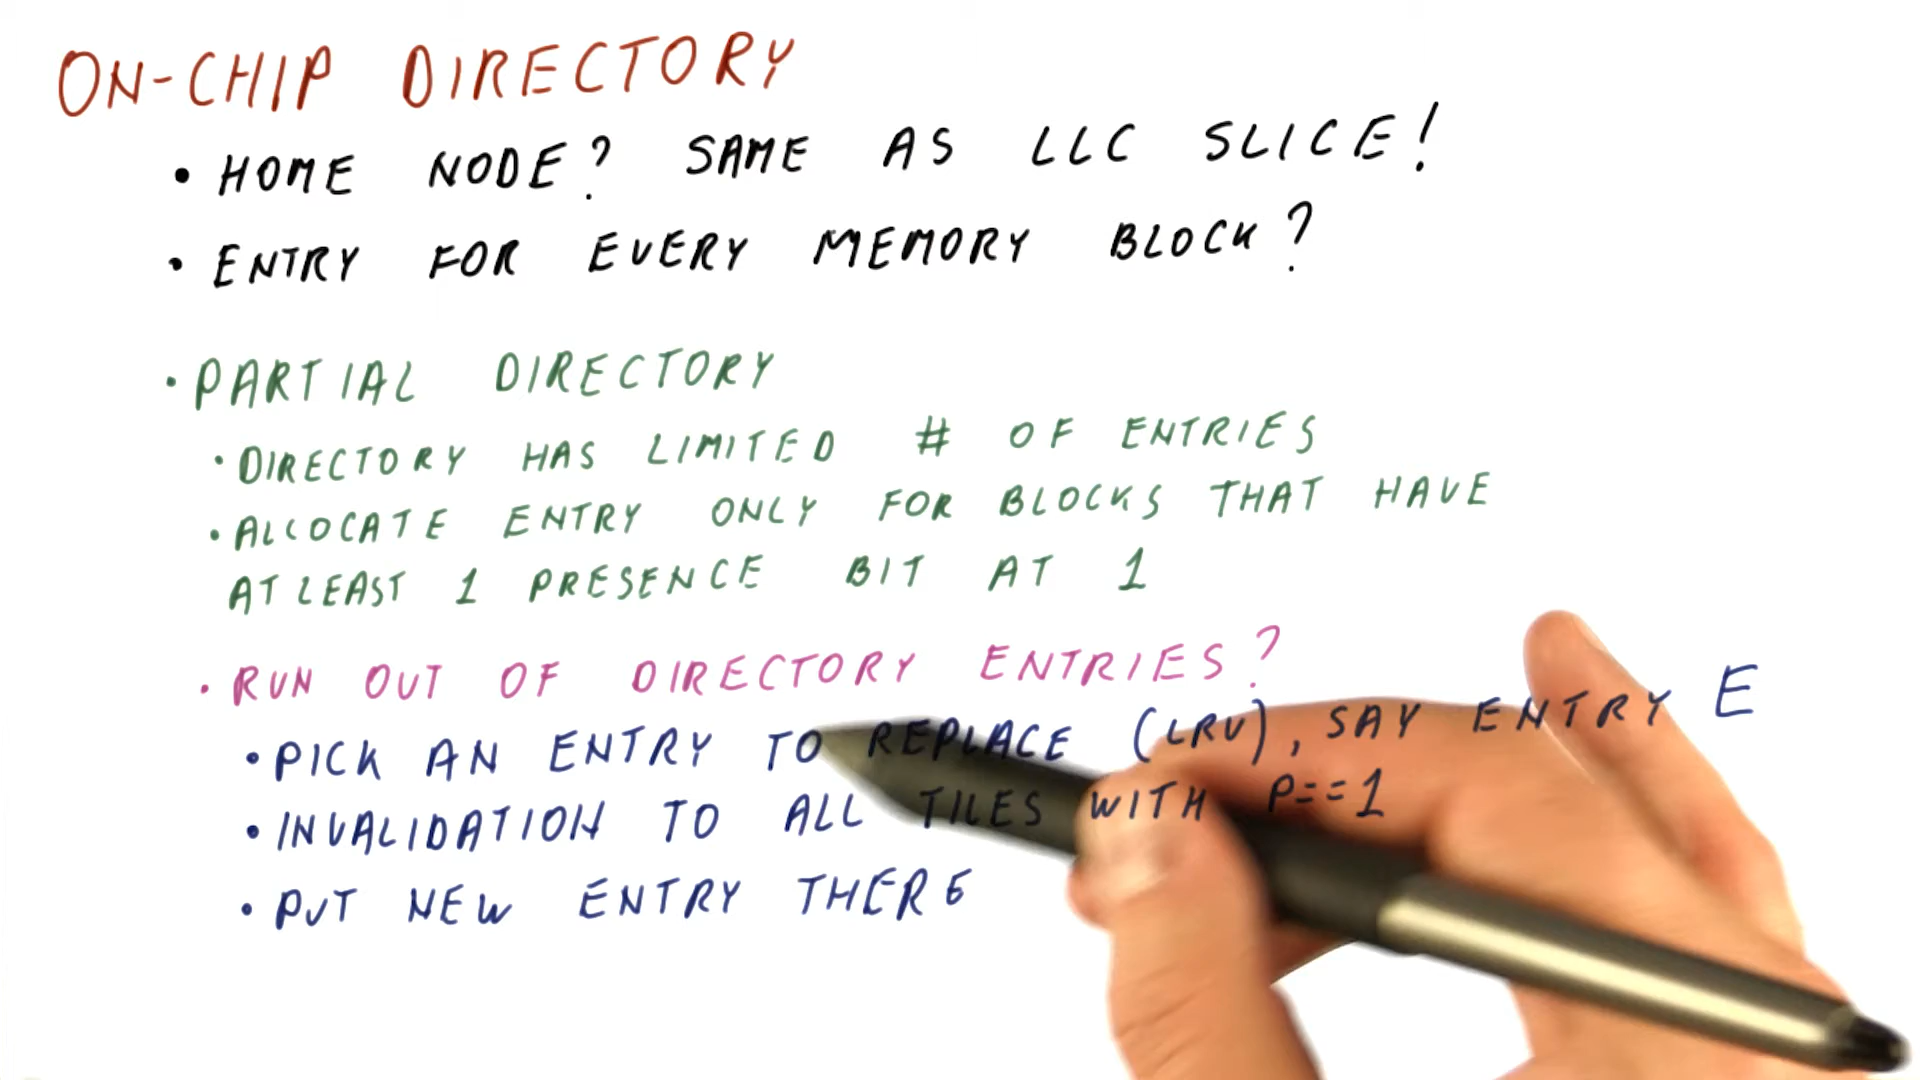 ON-CHIP DIRECTORY
• HOME NODE? SAME AS LLC SLICE!
• ENTRY FOR EVERY MEMORY BLOCK?
• PARTIAL DIRECTORY
• DIRECTORY HAS LIMITED # OF ENTRIES
• ALLOCATE ENTRY ONLY FOR BLOCKS THAT HAVE
AT LEAST 1 PRESENCE BIT AT 1
• RUN OUT OF DIRECTORY ENTRIES?
• PICK AN ENTRY TO REPLACE (LRU), SAY ENTRY E
• INVALIDATION TO ALL TILES WITH P==1
• PUT NEW ENTRY THERE